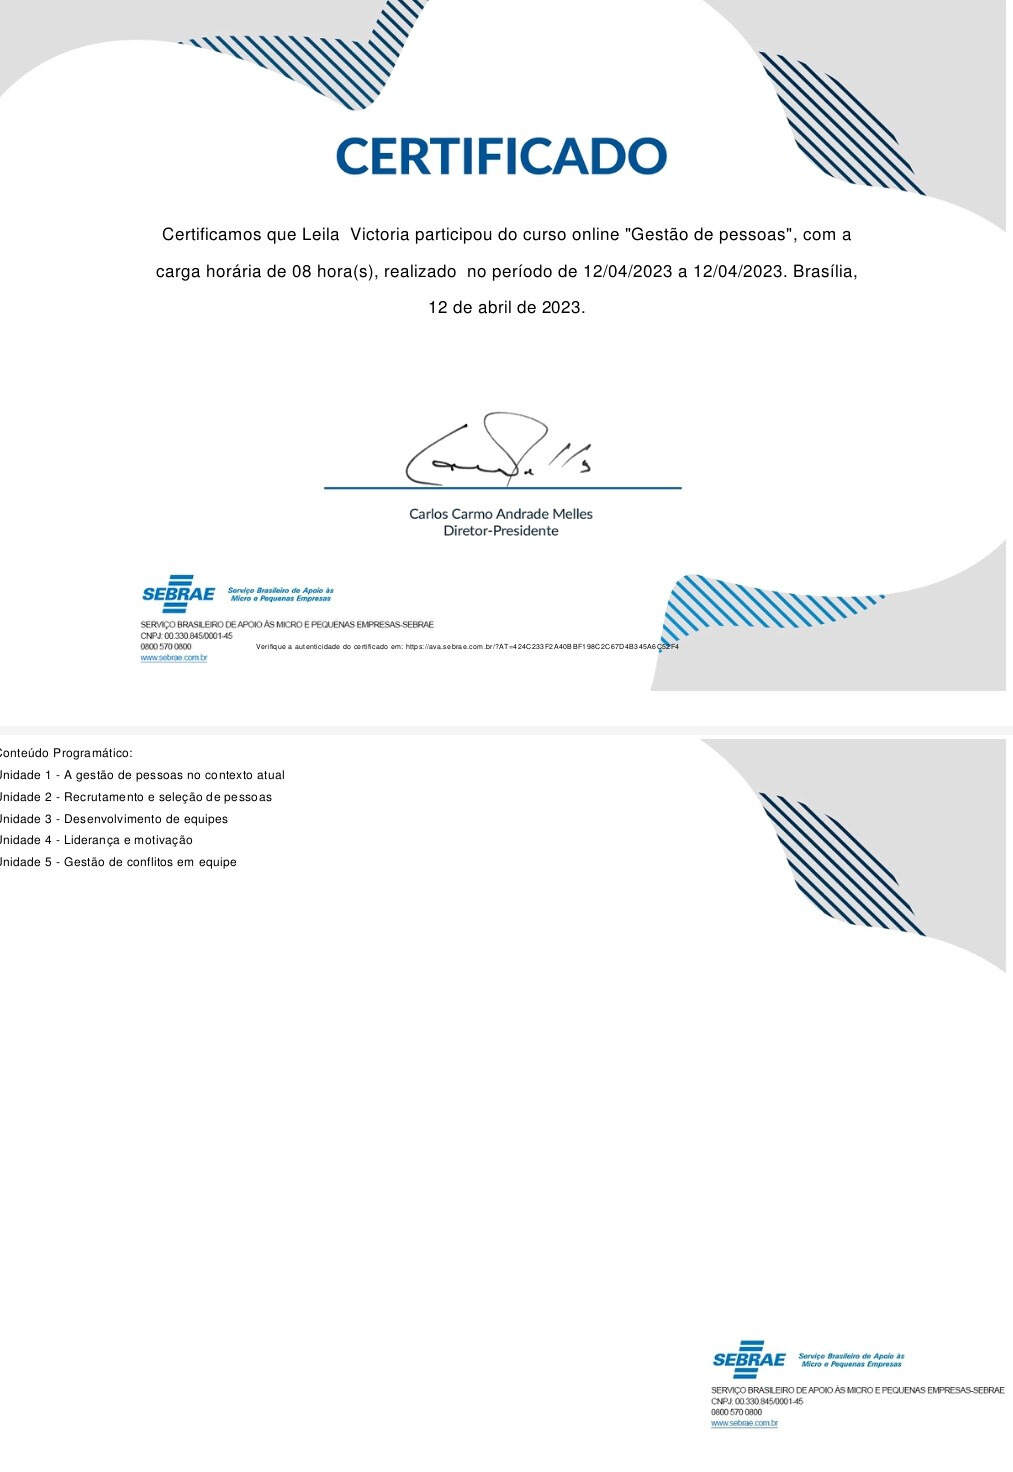 CERTIFICADO
Certificamos que Leila  Victoria participou do curso online "Gestão de pessoas", com a
carga horária de 08 hora(s), realizado  no período de 12/04/2023 a 12/04/2023. Brasília,
12 de abril de 2023.
Carlos Carmo Andrade Melles
Diretor-Presidente
SEBRAE
Serviço Brasileiro de Apoio às
Micro e Pequenas Empresas
SERVIÇO BRASILEIRO DE APOIO ÀS MICRO E PEQUENAS EMPRESAS-SEBRAE
CNPJ: 00.330.845/0001-45
0800 570 0800
Verifique a autenticidade do certificado em: https://ava.sebrae.com.br/?AT=424C233F2A40BBF198C2C67D4B345A6C52F4
www.sebrae.com.br
Conteúdo Programático:
Unidade 1 - A gestão de pessoas no contexto atual
Unidade 2 - Recrutamento e seleção de pessoas
Unidade 3 - Desenvolvimento de equipes
Unidade 4 - Liderança e motivação
Unidade 5 - Gestão de conflitos em equipe
SEBRAE
Serviço Brasileiro de Apoio às
Micro e Pequenas Empresas
SERVIÇO BRASILEIRO DE APOIO ÀS MICRO E PEQUENAS EMPRESAS-SEBRAE
CNPJ: 00.330.845/0001-45
0800 570 0800
www.sebrae.com.br